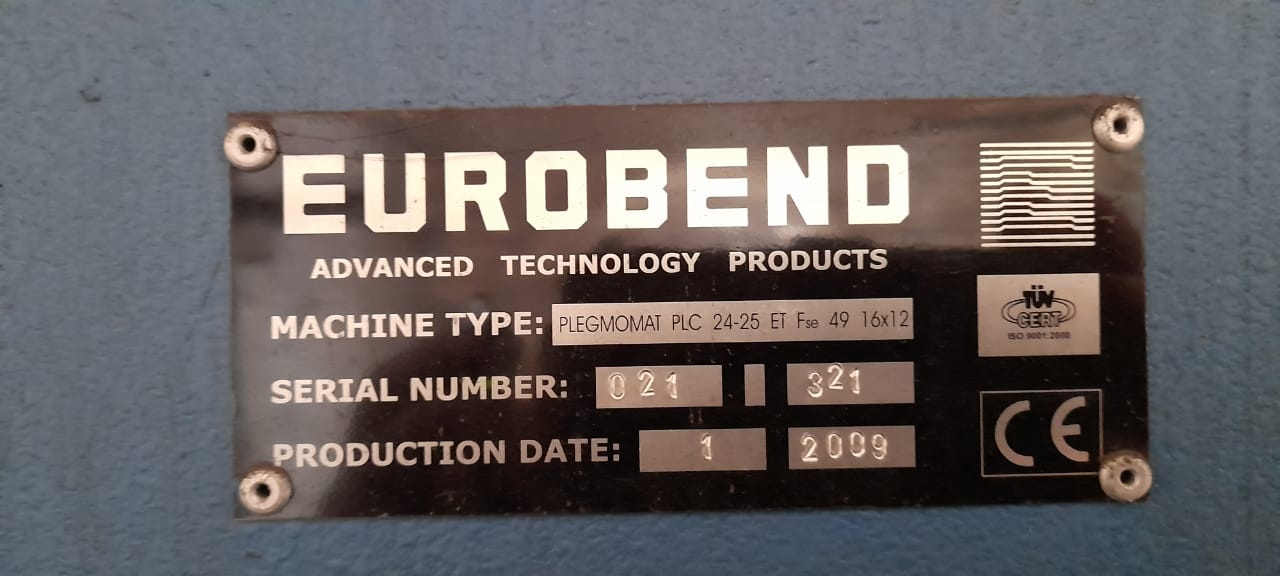 EUROBEND
ADVANCED TECHNOLOGY PRODUCTS
MACHINE TYPE: PLEGMOMAT PLC 24-25 ET Fse 49 16x12
SERIAL NUMBER: 021 321
PRODUCTION DATE: 1 2009
TÜV
CERT
ISO 9001:2000
CE